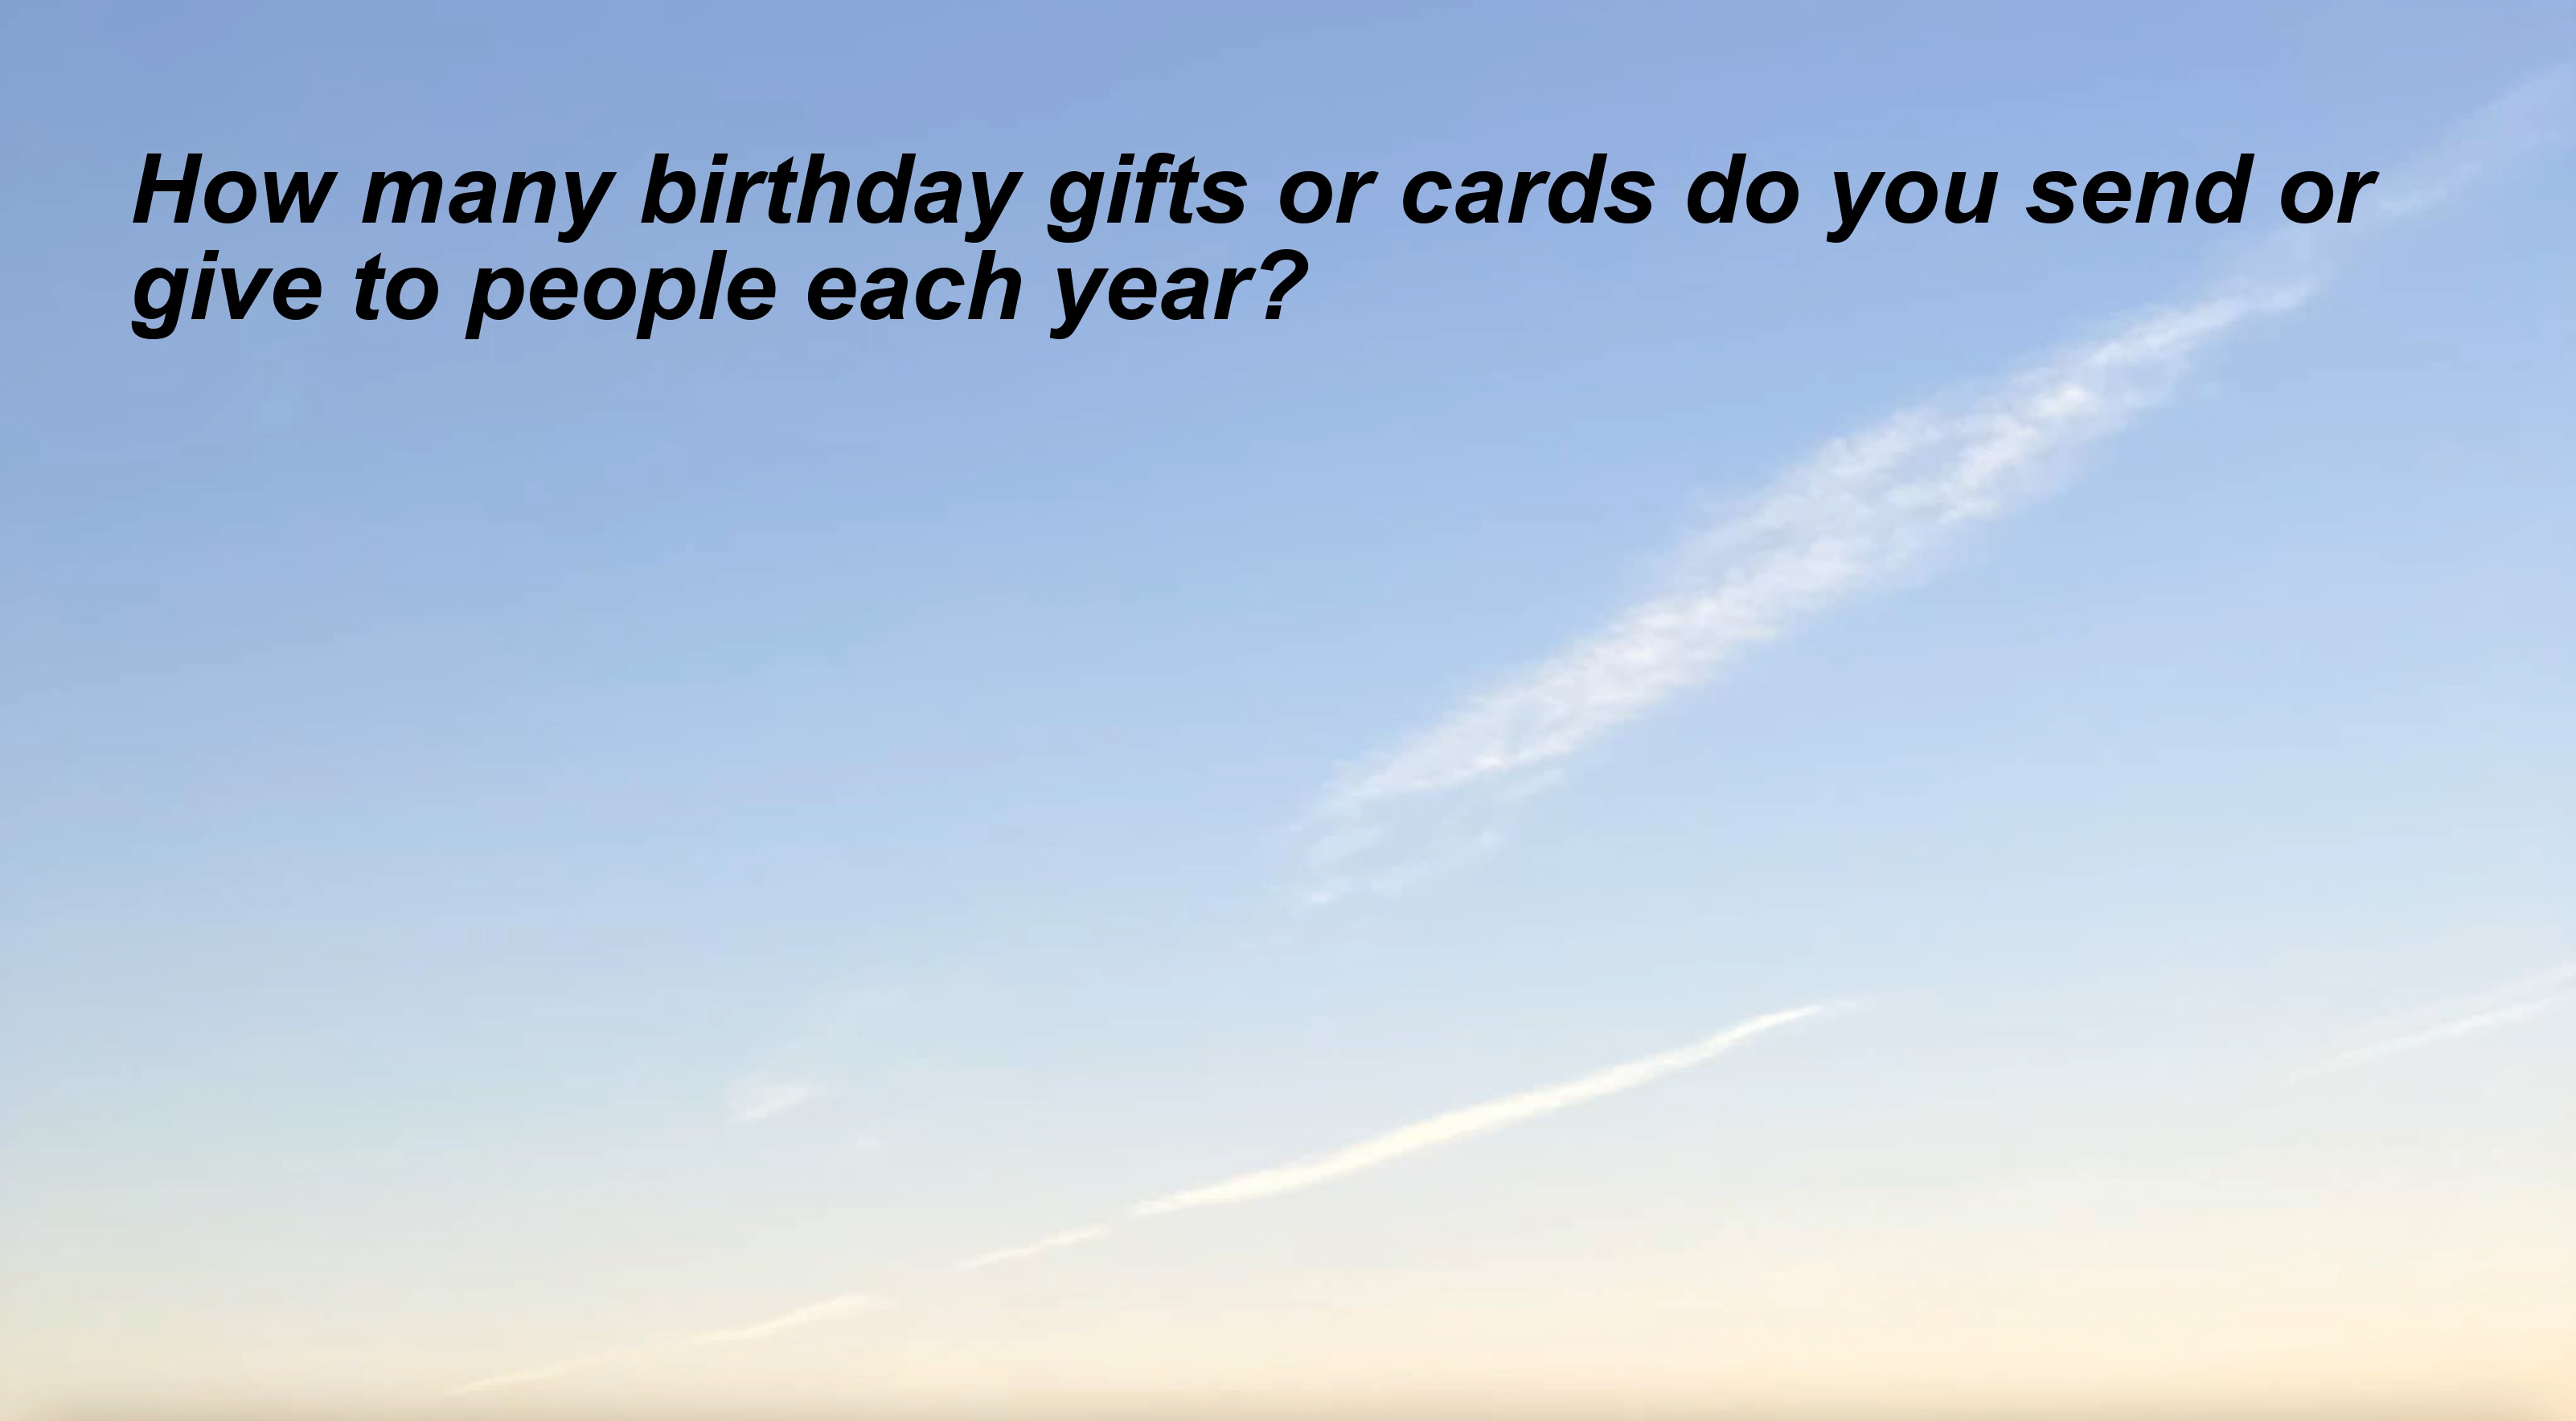 How many birthday gifts or cards do you send or
give to people each year?